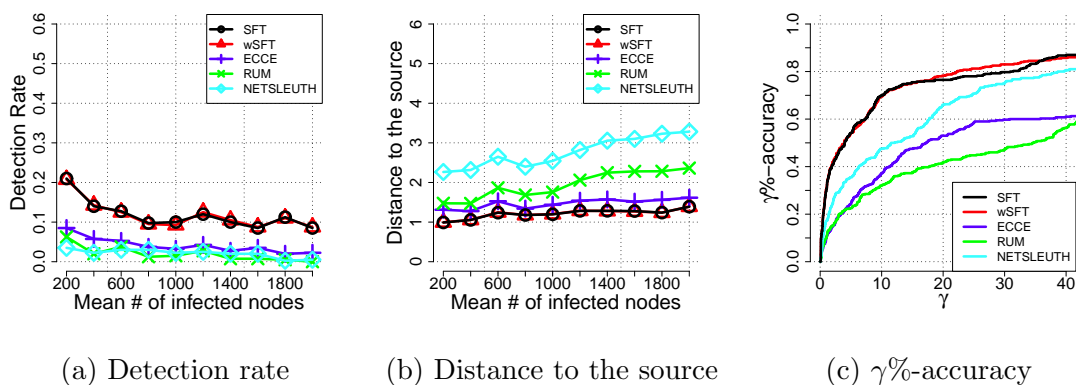 0.0 0.1 0.2 0.3 0.4 0.5 0.6
Detection Rate
200 600 1000 1400 1800
Mean # of infected nodes
SFT
wSFT
ECCE
RUM
NETSLEUTH
0 1 2 3 4 5 6
Distance to the source
200 600 1000 1400 1800
Mean # of infected nodes
SFT
wSFT
ECCE
RUM
NETSLEUTH
0.0 0.2 0.4 0.6 0.8 1.0
γ%−accuracy
0 10 20 30 40
γ
SFT
wSFT
ECCE
RUM
NETSLEUTH
(a) Detection rate
(b) Distance to the source
(c) γ%-accuracy